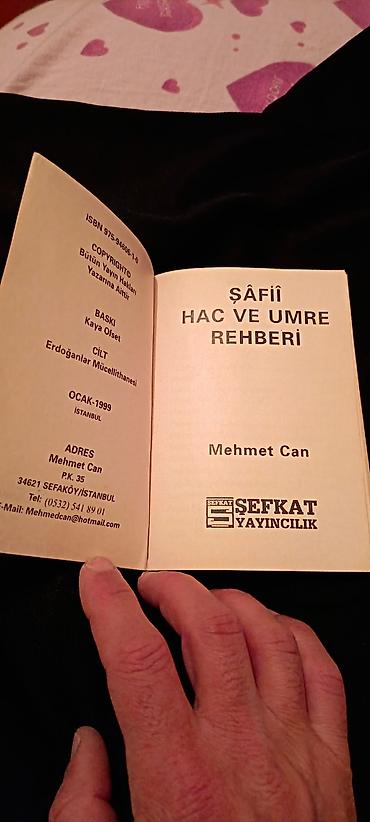 ISBN 975-94606-1-0
COPYRIGHT©
Bütün Yayın Hakları
Yazarına Aittir
BASKI
Kaya Ofset
CİLT
Erdoğanlar Mücellithanesi
OCAK-1999
İSTANBUL
ADRES
Mehmet Can
P.K. 35
34621 SEFAKÖY/İSTANBUL
Tel: (0532) 541 89 01
E-Mail: Mehmedcan@hotmail.com
ŞÂFİÎ
HAC VE UMRE
REHBERİ
Mehmet Can
ŞEFKAT
ŞEFKAT
YAYINCILIK